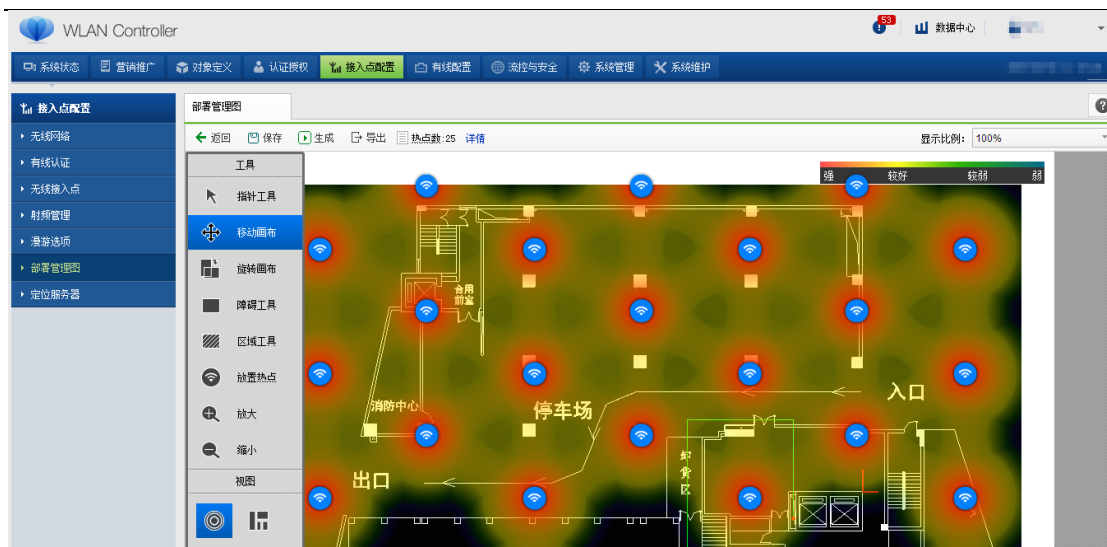 WLAN Controller
53
数据中心
系统状态 营销推广 对象定义 认证授权 接入点配置 有线配置 流控与安全 系统管理 系统维护
接入点配置
无线网络
有线认证
无线接入点
射频管理
漫游选项
部署管理图
定位服务器
部署管理图
返回 保存 生成 导出 热点数:25 详情
显示比例: 100%
工具
指针工具
移动画布
旋转画布
障碍工具
区域工具
放置热点
放大
缩小
视图
强 较好 较弱 弱
合用
前室
消防中心
停车场
入口
出口
卸
货
区